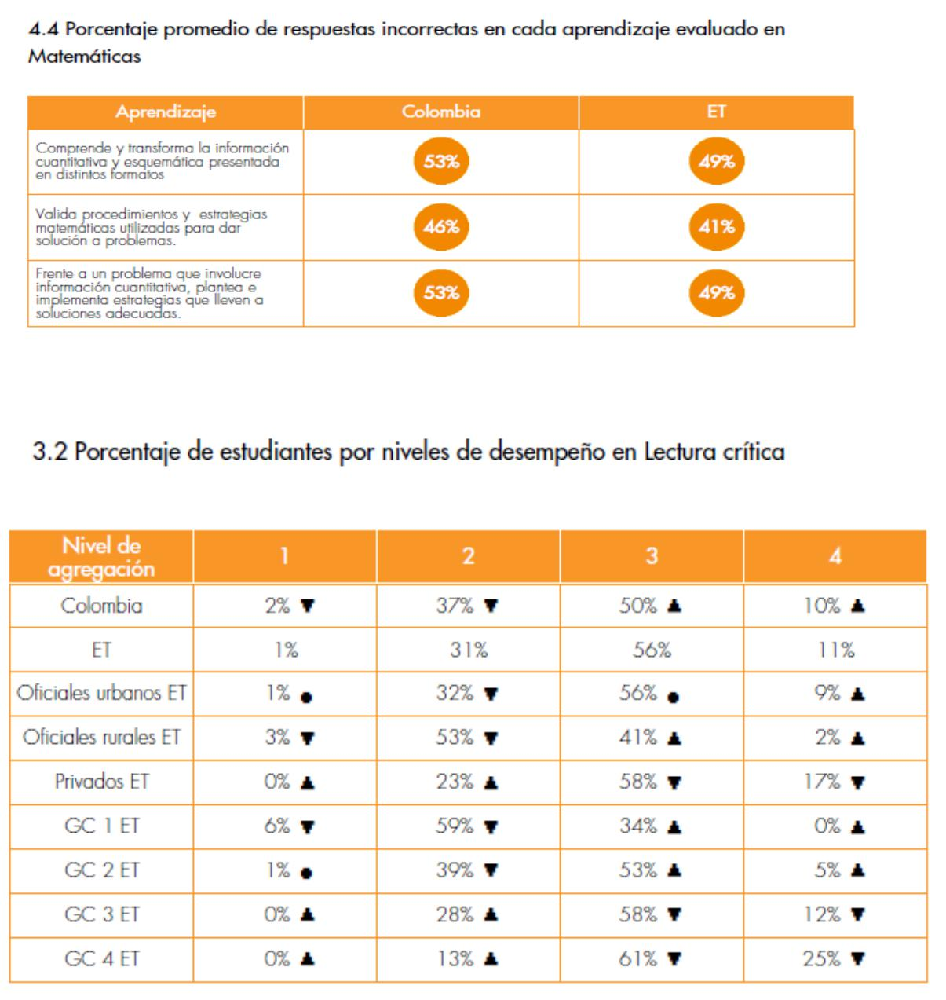 4.4 Porcentaje promedio de respuestas incorrectas en cada aprendizaje evaluado en
Matemáticas
Aprendizaje Colombia ET
Comprende y transforma la información
cuantitativa y esquemática presentada
en distintos formatos
53% 49%
Valida procedimientos y estrategias
matemáticas utilizadas para dar
solución a problemas.
46% 41%
Frente a un problema que involucre
información cuantitativa, plantea e
implementa estrategias que lleven a
soluciones adecuadas.
53% 49%
3.2 Porcentaje de estudiantes por niveles de desempeño en Lectura crítica
Nivel de
agregación
1 2 3 4
Colombia 2% ▼ 37% ▼ 50% ▲ 10% ▲
ET 1% 31% 56% 11%
Oficiales urbanos ET 1% ● 32% ▼ 56% ● 9% ▲
Oficiales rurales ET 3% ▼ 53% ▼ 41% ▲ 2% ▲
Privados ET 0% ▲ 23% ▲ 58% ▼ 17% ▼
GC 1 ET 6% ▼ 59% ▼ 34% ▲ 0% ▲
GC 2 ET 1% ● 39% ▼ 53% ▲ 5% ▲
GC 3 ET 0% ▲ 28% ▲ 58% ▼ 12% ▼
GC 4 ET 0% ▲ 13% ▲ 61% ▼ 25% ▼